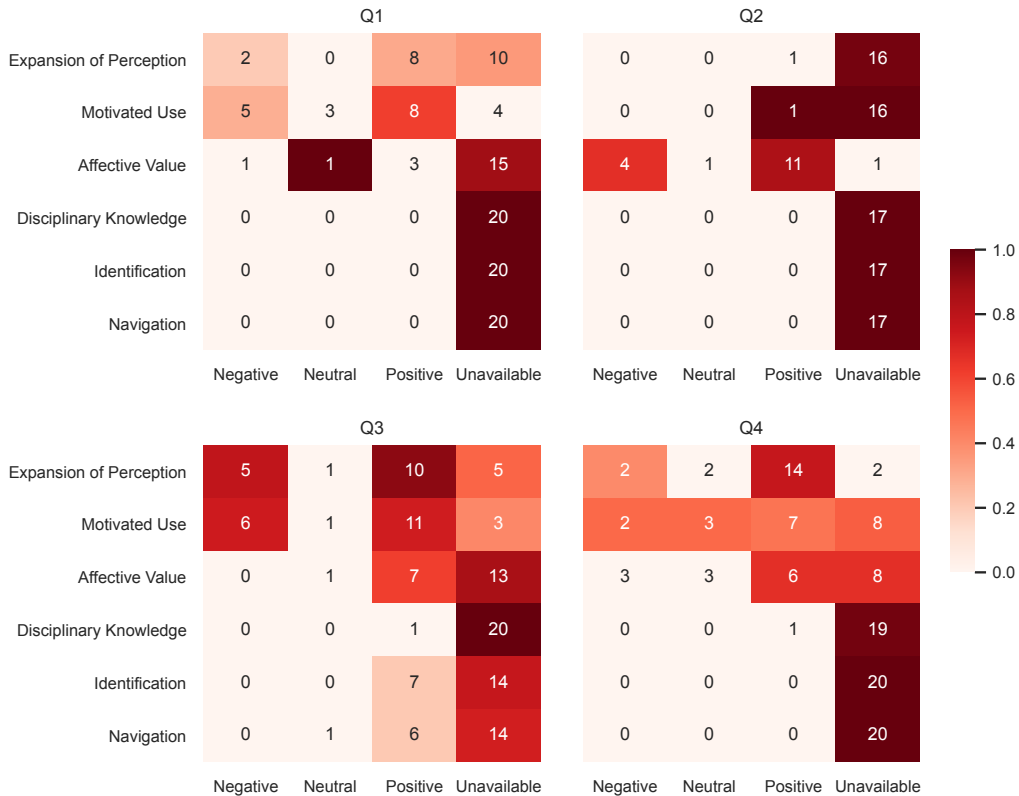 Q1 Q2
Expansion of Perception 2 0 8 10 0 0 1 16
Motivated Use 5 3 8 4 0 0 1 16
Affective Value 1 1 3 15 4 1 11 1
Disciplinary Knowledge 0 0 0 20 0 0 0 17
Identification 0 0 0 20 0 0 0 17
Navigation 0 0 0 20 0 0 0 17
Negative Neutral Positive Unavailable Negative Neutral Positive Unavailable
Q3 Q4
Expansion of Perception 5 1 10 5 2 2 14 2
Motivated Use 6 1 11 3 2 3 7 8
Affective Value 0 1 7 13 3 3 6 8
Disciplinary Knowledge 0 0 1 20 0 0 1 19
Identification 0 0 7 14 0 0 0 20
Navigation 0 1 6 14 0 0 0 20
Negative Neutral Positive Unavailable Negative Neutral Positive Unavailable
1.0
0.8
0.6
0.4
0.2
0.0